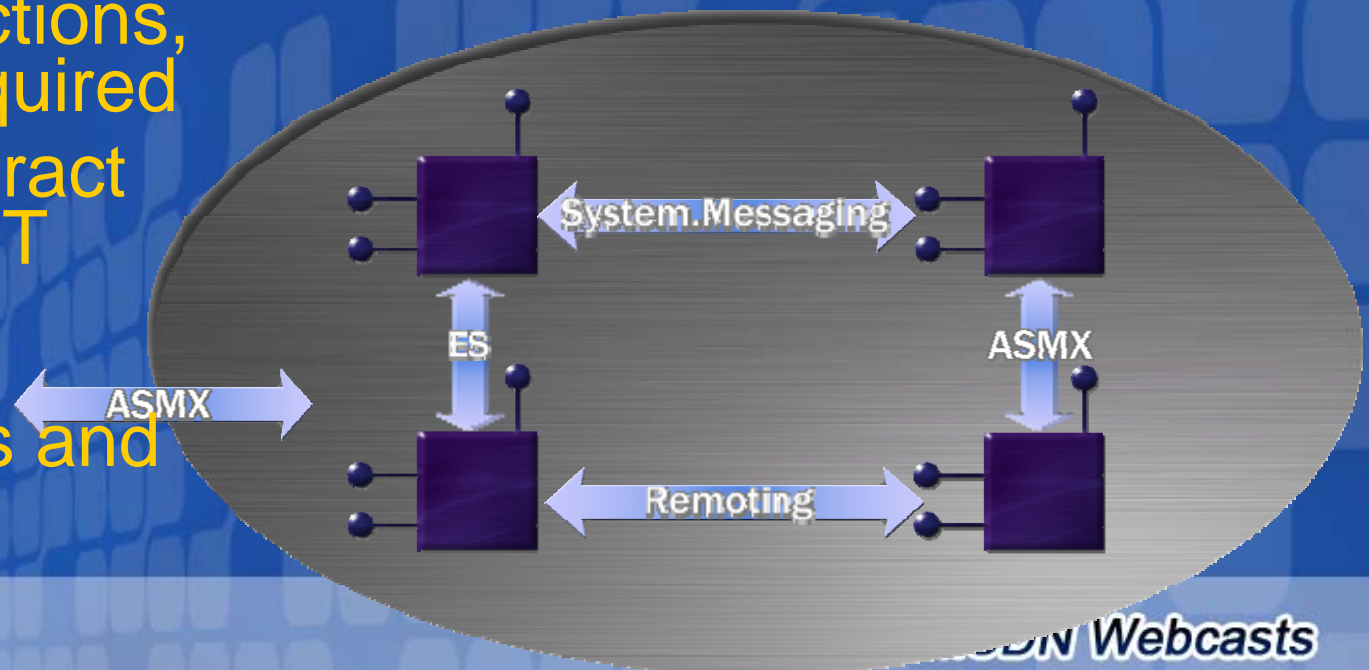 ctions,
quired
ract
T
s and
System.Messaging
ES
ASMX
ASMX
Remoting
Webcasts